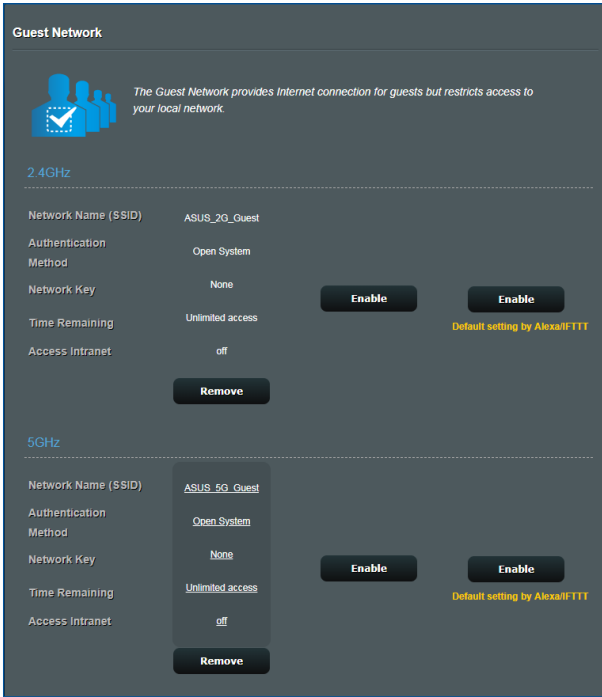 Guest Network
The Guest Network provides Internet connection for guests but restricts access to
your local network.
2.4GHz
Network Name (SSID) ASUS_2G_Guest
Authentication
Method Open System
Network Key None
Time Remaining Unlimited access
Access Intranet off
Enable Enable
Default setting by Alexa/IFTTT
Remove
5GHz
Network Name (SSID) ASUS_5G_Guest
Authentication
Method Open System
Network Key None
Time Remaining Unlimited access
Access Intranet off
Enable Enable
Default setting by Alexa/IFTTT
Remove